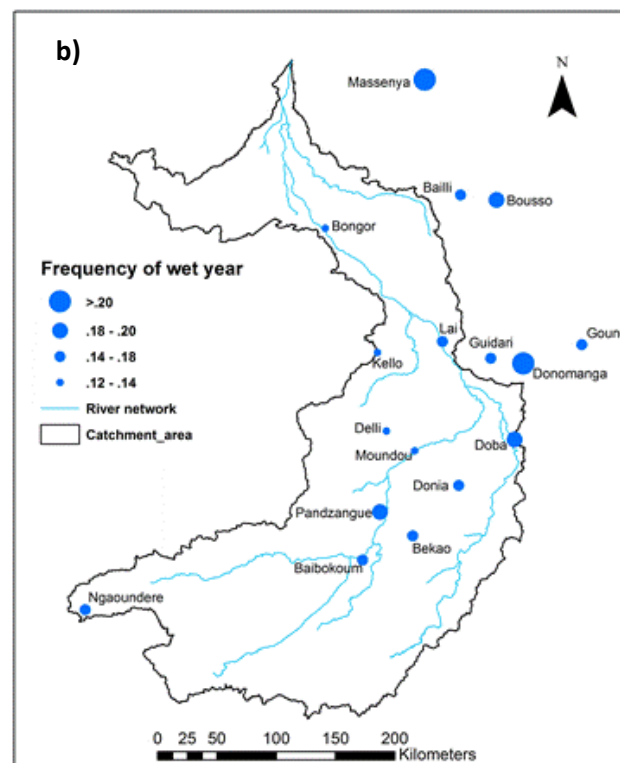 b)
N
Massenya
Bailli
Bousso
Bongor
Frequency of wet year
>.20
.18 - .20
.14 - .18
.12 - .14
River network
Catchment_area
Lai
Guidari
Goun
Kello
Donomanga
Delli
Moundou
Doba
Donia
Pandzangue
Bekao
Baibokoum
Ngaoundere
0 25 50 100 150 200
Kilometers